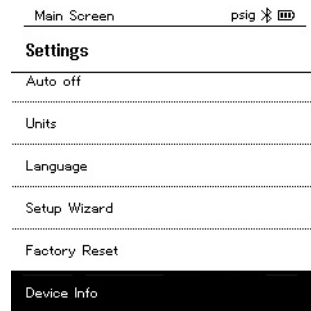 Main Screen psig
Settings
Auto off
Units
Language
Setup Wizard
Factory Reset
Device Info